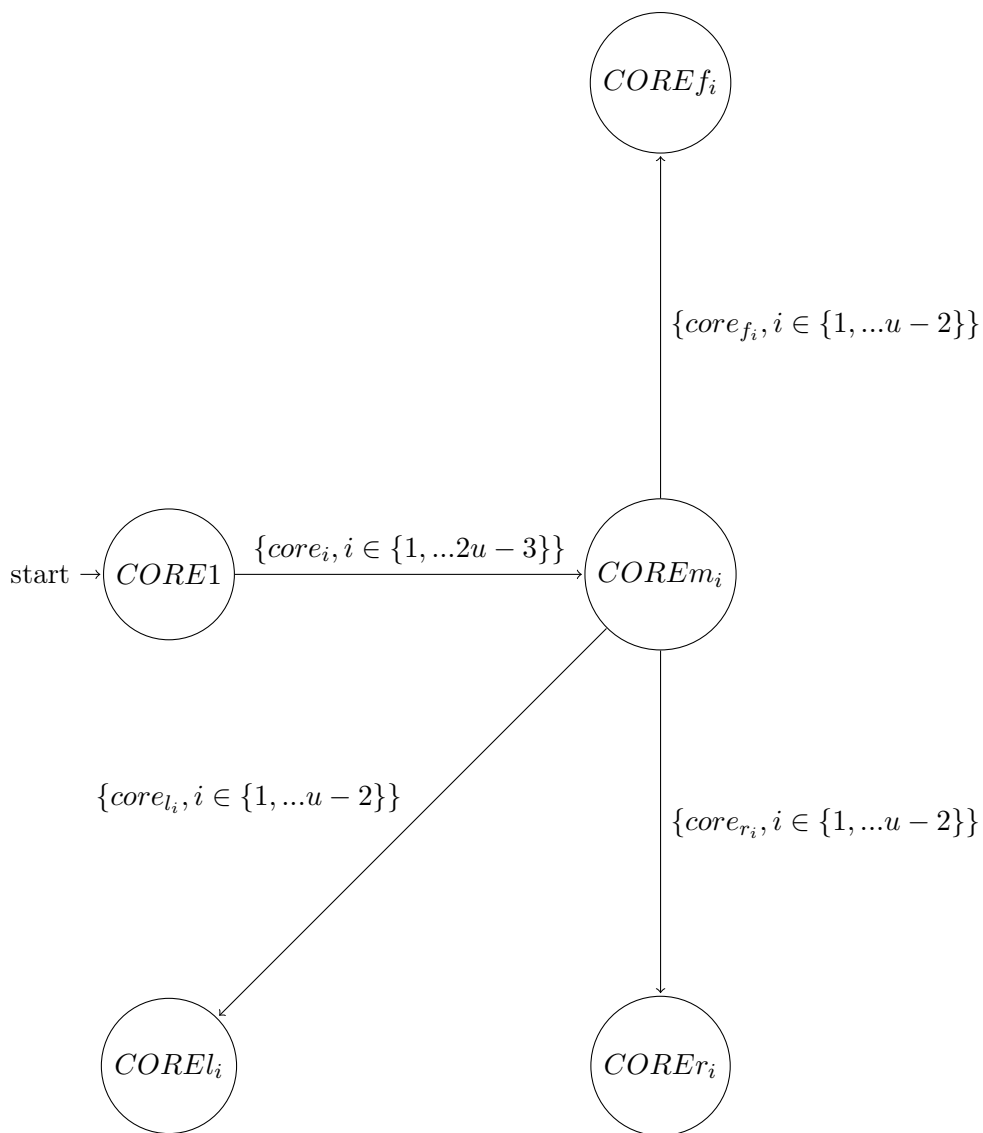 COREf_i
{core_{f_i}, i ∈ {1, ...u − 2}}
start
CORE1
{core_i, i ∈ {1, ...2u − 3}}
COREm_i
{core_{l_i}, i ∈ {1, ...u − 2}}
{core_{r_i}, i ∈ {1, ...u − 2}}
COREl_i
COREr_i